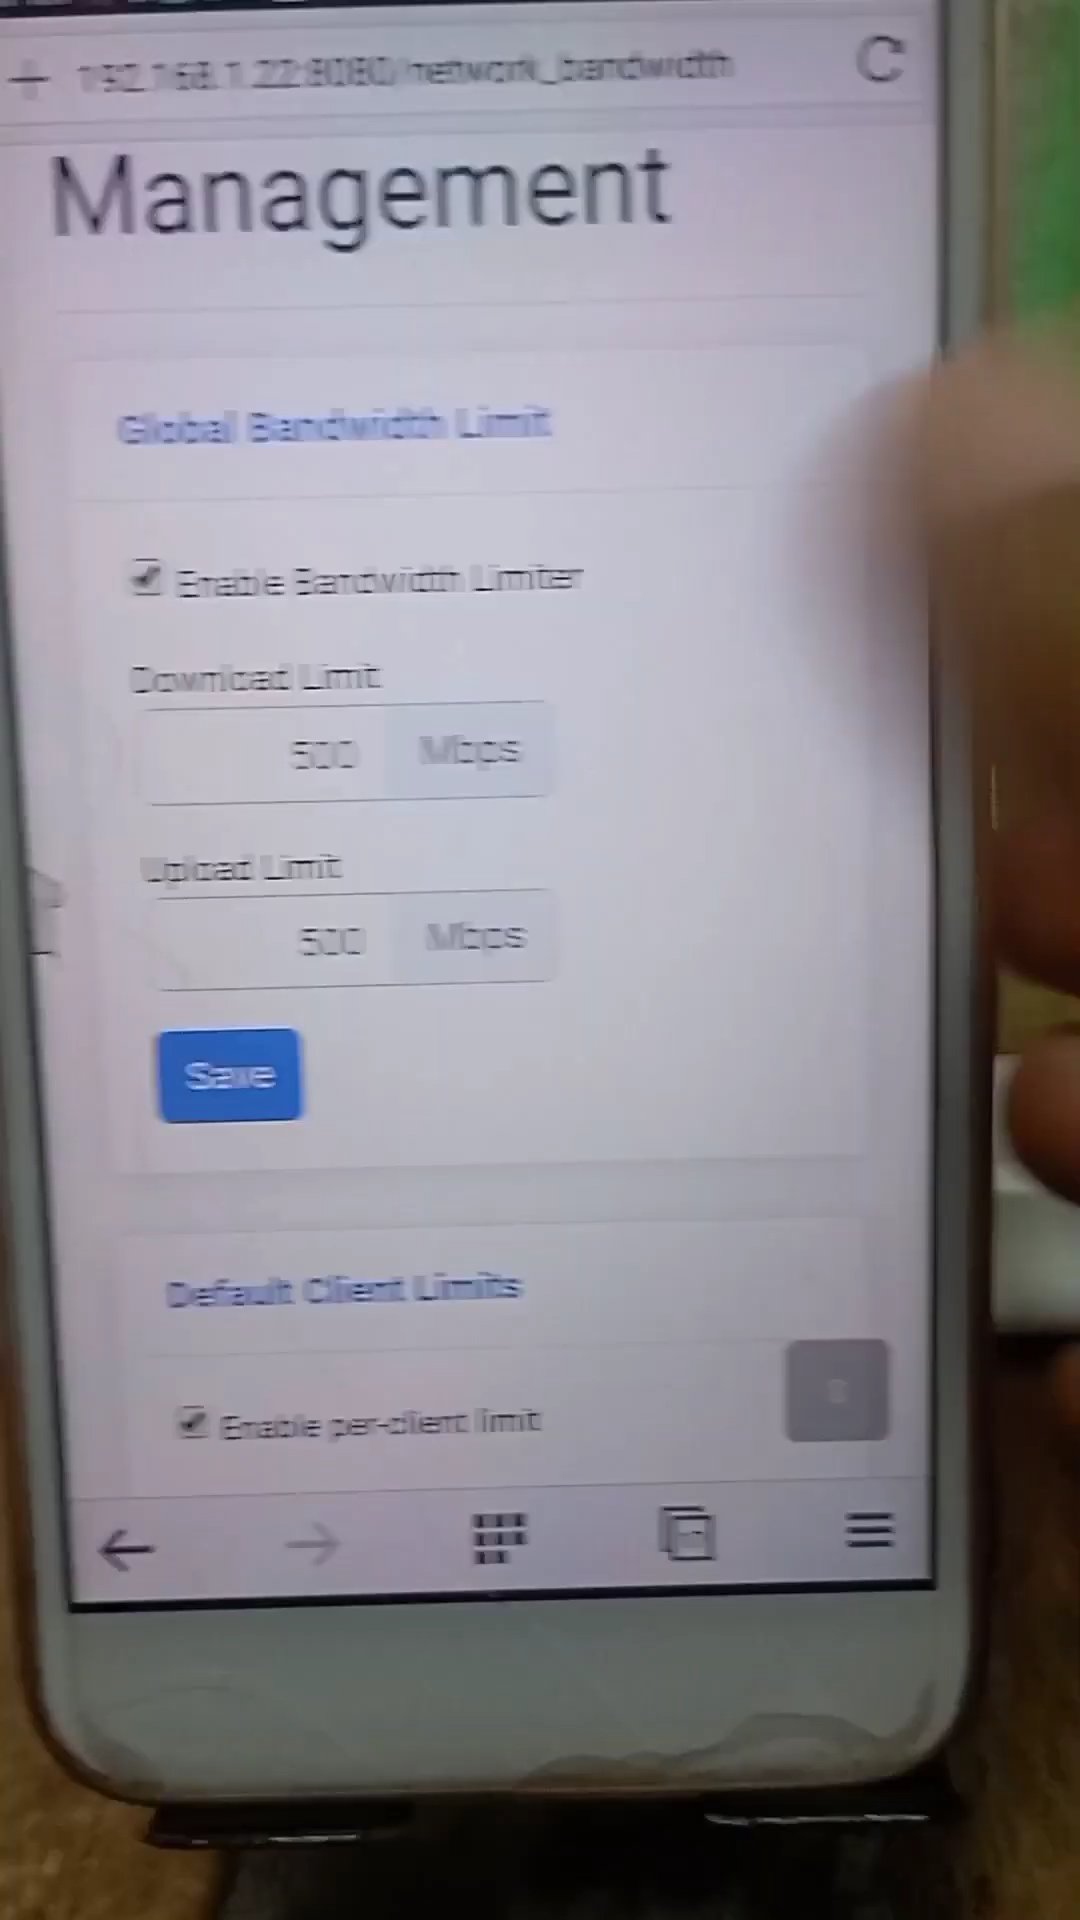 192.168.1.22:8080/network_bandwidth
Management
Global Bandwidth Limit
Enable Bandwidth Limiter
Download Limit
500 Mbps
Upload Limit
500 Mbps
Save
Default Client Limits
Enable per-client limit